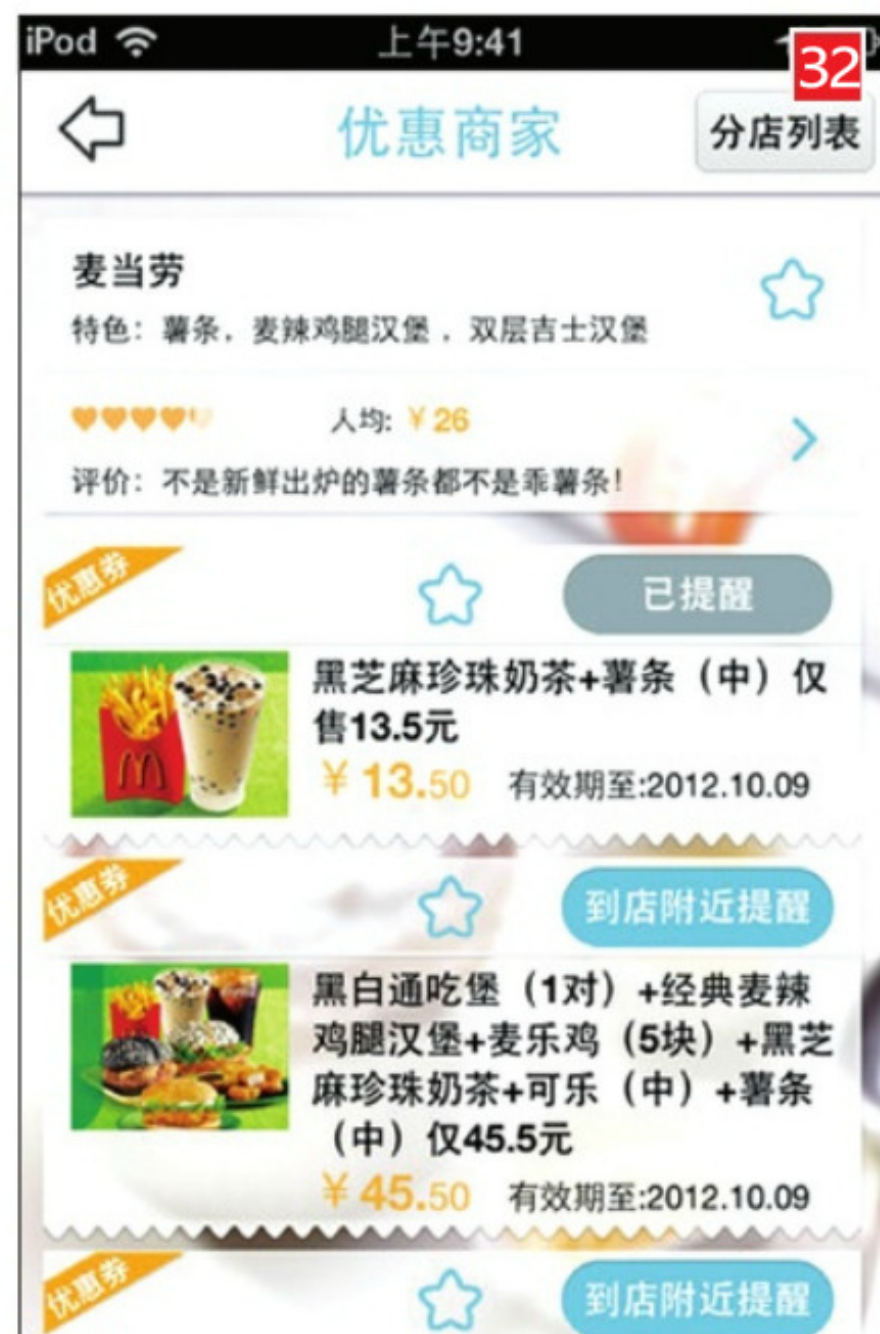 iPod 上午9:41
32
优惠商家 分店列表
麦当劳
特色：薯条，麦辣鸡腿汉堡，双层吉士汉堡
人均: ¥26
评价：不是新鲜出炉的薯条都不是乖薯条！
优惠券 已提醒
黑芝麻珍珠奶茶+薯条（中）仅
售13.5元
¥13.50 有效期至:2012.10.09
优惠券 到店附近提醒
黑白通吃堡（1对）+经典麦辣
鸡腿汉堡+麦乐鸡（5块）+黑芝
麻珍珠奶茶+可乐（中）+薯条
（中）仅45.5元
¥45.50 有效期至:2012.10.09
优惠券 到店附近提醒